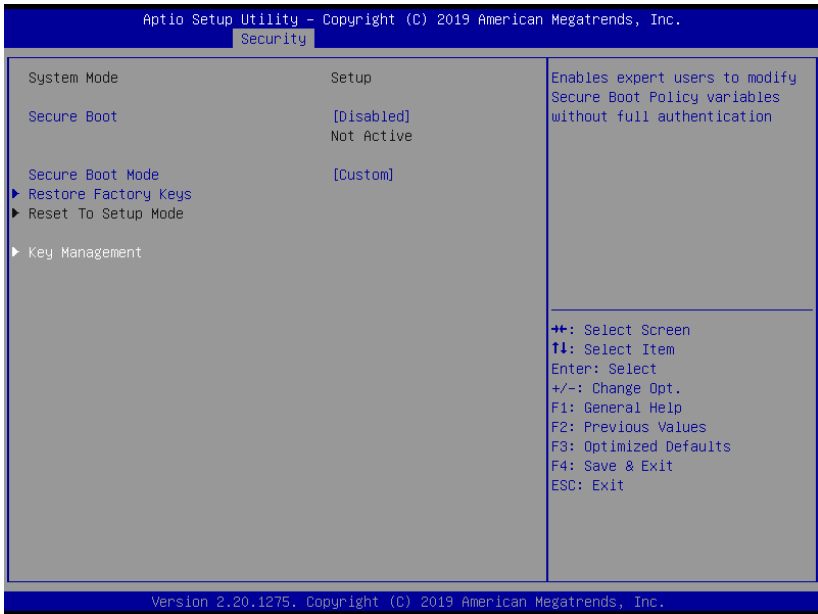 Aptio Setup Utility – Copyright (C) 2019 American Megatrends, Inc.
Security
System Mode Setup
Secure Boot [Disabled]
Not Active
Secure Boot Mode [Custom]
▶ Restore Factory Keys
▶ Reset To Setup Mode
▶ Key Management
Enables expert users to modify
Secure Boot Policy variables
without full authentication
→←: Select Screen
↑↓: Select Item
Enter: Select
+/-: Change Opt.
F1: General Help
F2: Previous Values
F3: Optimized Defaults
F4: Save & Exit
ESC: Exit
Version 2.20.1275. Copyright (C) 2019 American Megatrends, Inc.